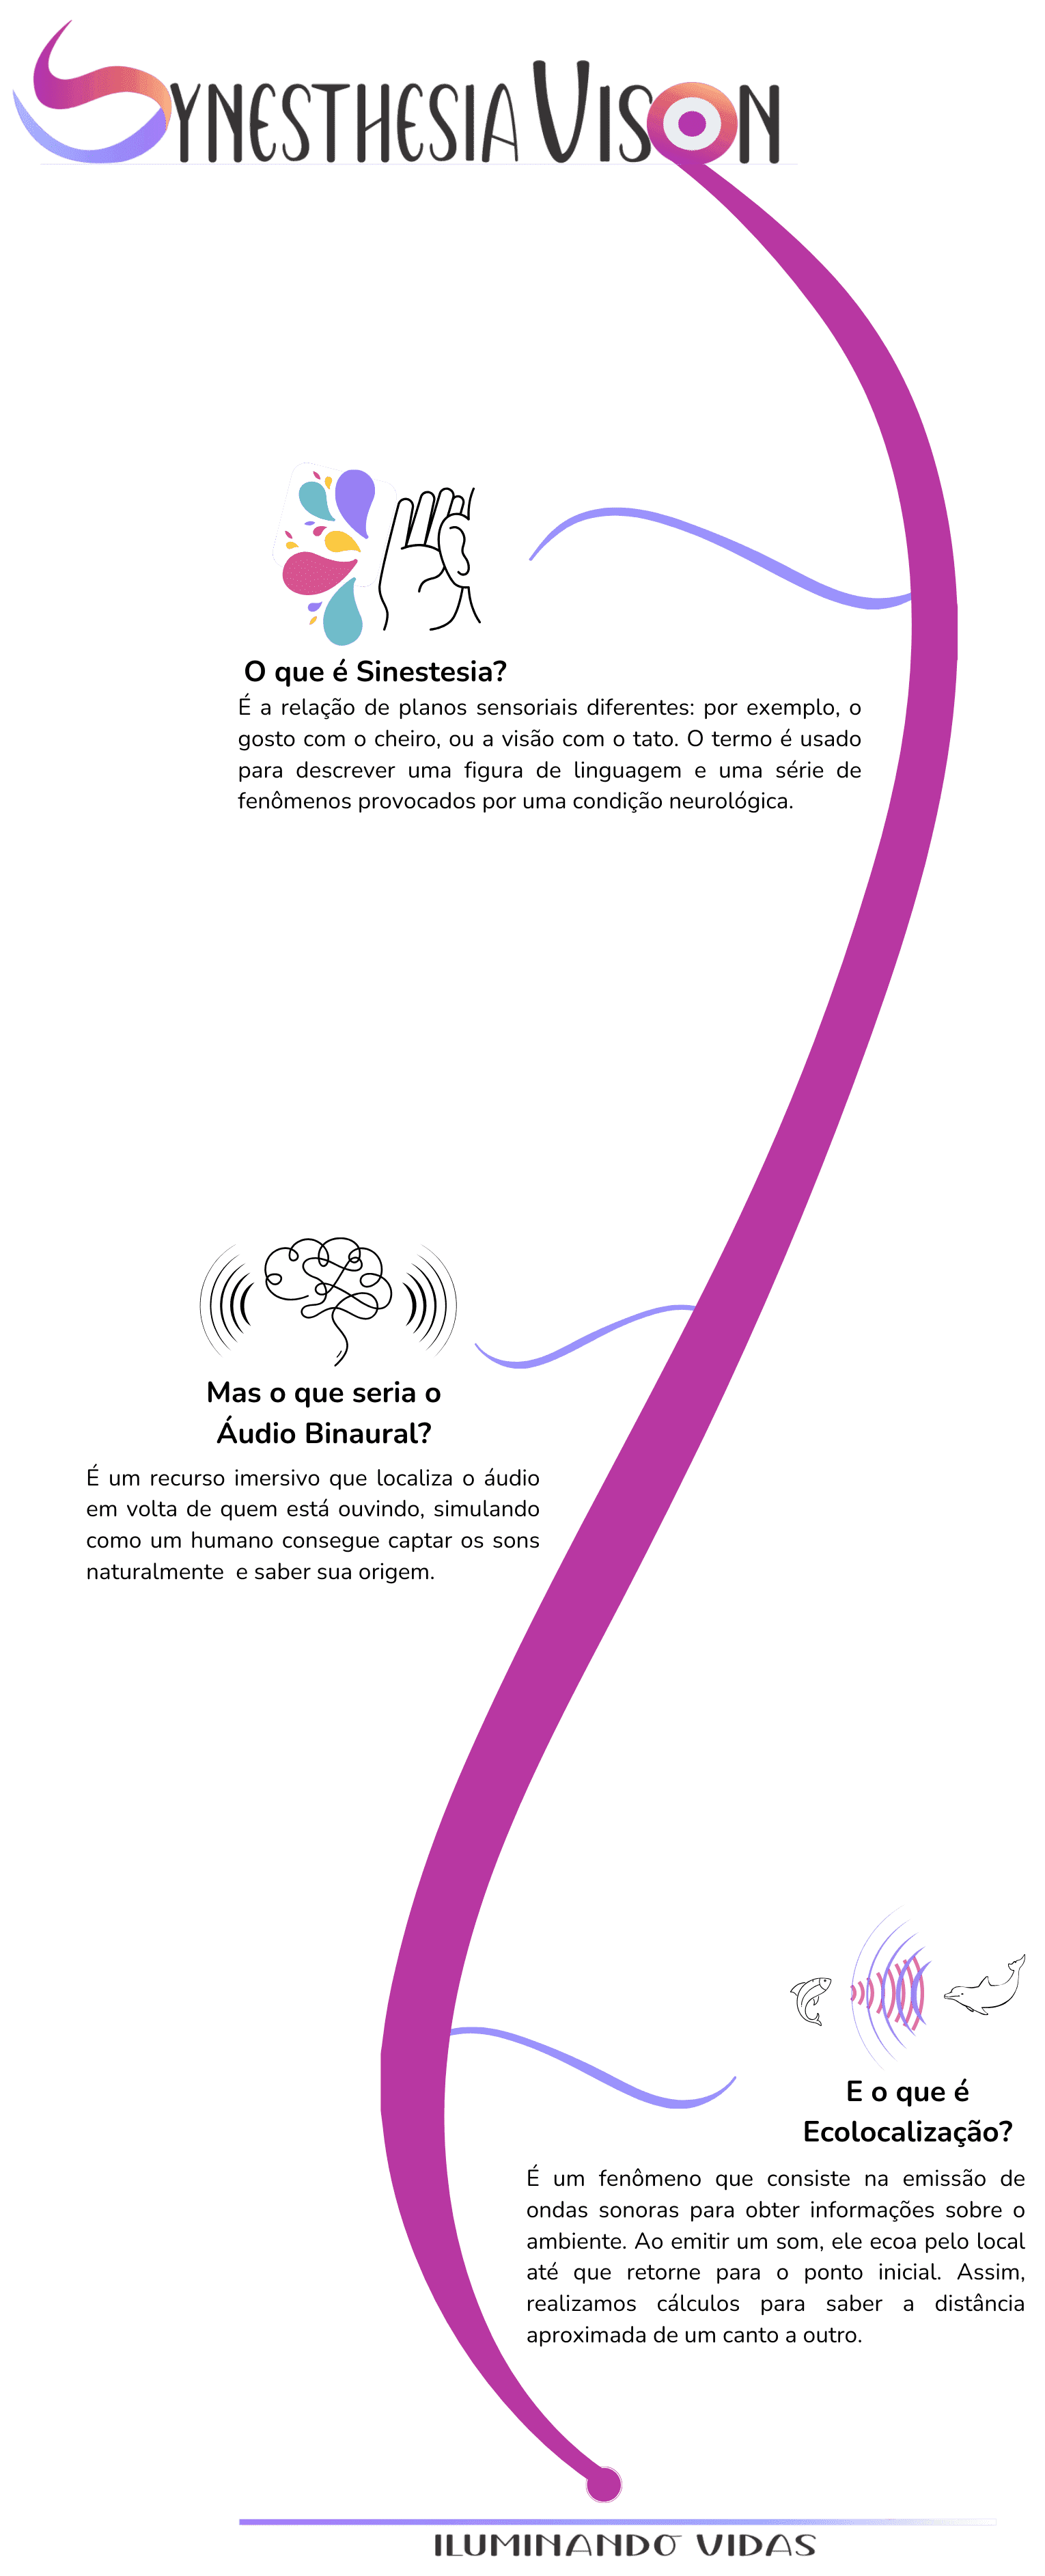 SYNESTHESIA VISON
O que é Sinestesia?
É a relação de planos sensoriais diferentes: por exemplo, o
gosto com o cheiro, ou a visão com o tato. O termo é usado
para descrever uma figura de linguagem e uma série de
fenômenos provocados por uma condição neurológica.
Mas o que seria o
Áudio Binaural?
É um recurso imersivo que localiza o áudio
em volta de quem está ouvindo, simulando
como um humano consegue captar os sons
naturalmente e saber sua origem.
E o que é
Ecolocalização?
É um fenômeno que consiste na emissão de
ondas sonoras para obter informações sobre o
ambiente. Ao emitir um som, ele ecoa pelo local
até que retorne para o ponto inicial. Assim,
realizamos cálculos para saber a distância
aproximada de um canto a outro.
ILUMINANDO VIDAS